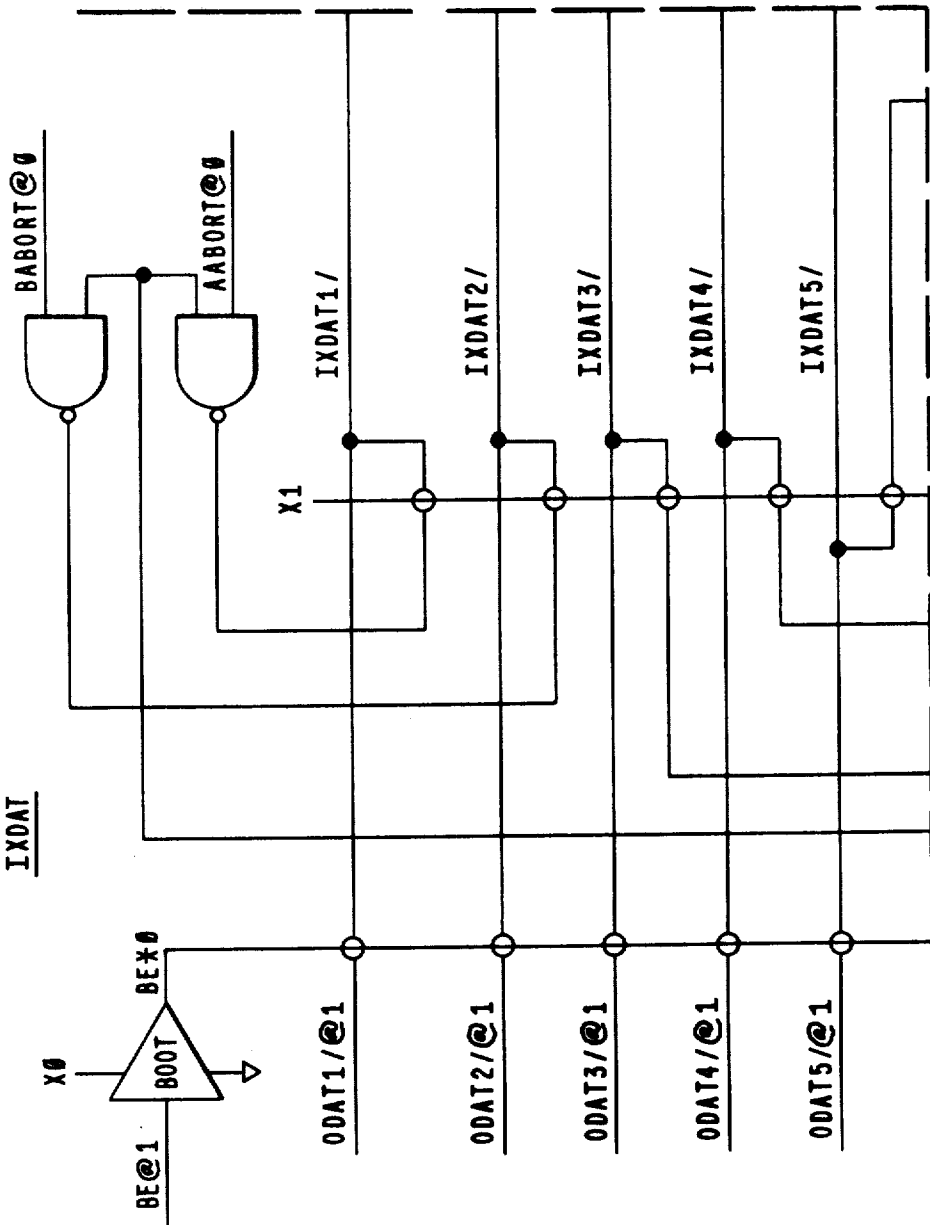 IXDAT
BABORT@0
AABORT@0
X1
IXDAT1/
IXDAT2/
IXDAT3/
IXDAT4/
IXDAT5/
X0
BE@1
BOOT
BE*0
ODAT1/@1
ODAT2/@1
ODAT3/@1
ODAT4/@1
ODAT5/@1